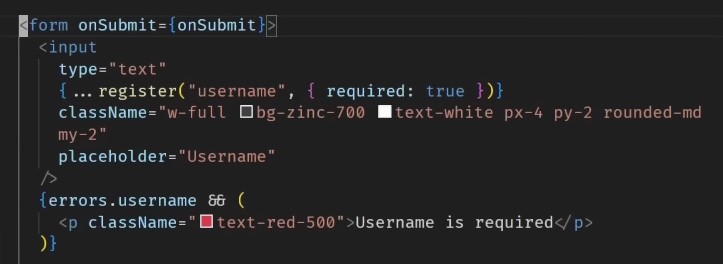 <form onSubmit={onSubmit}>
<input
type="text"
{...register("username", { required: true })}
className="w-full bg-zinc-700 text-white px-4 py-2 rounded-md
my-2"
placeholder="Username"
/>
{errors.username && (
<p className="text-red-500">Username is required</p>
)}